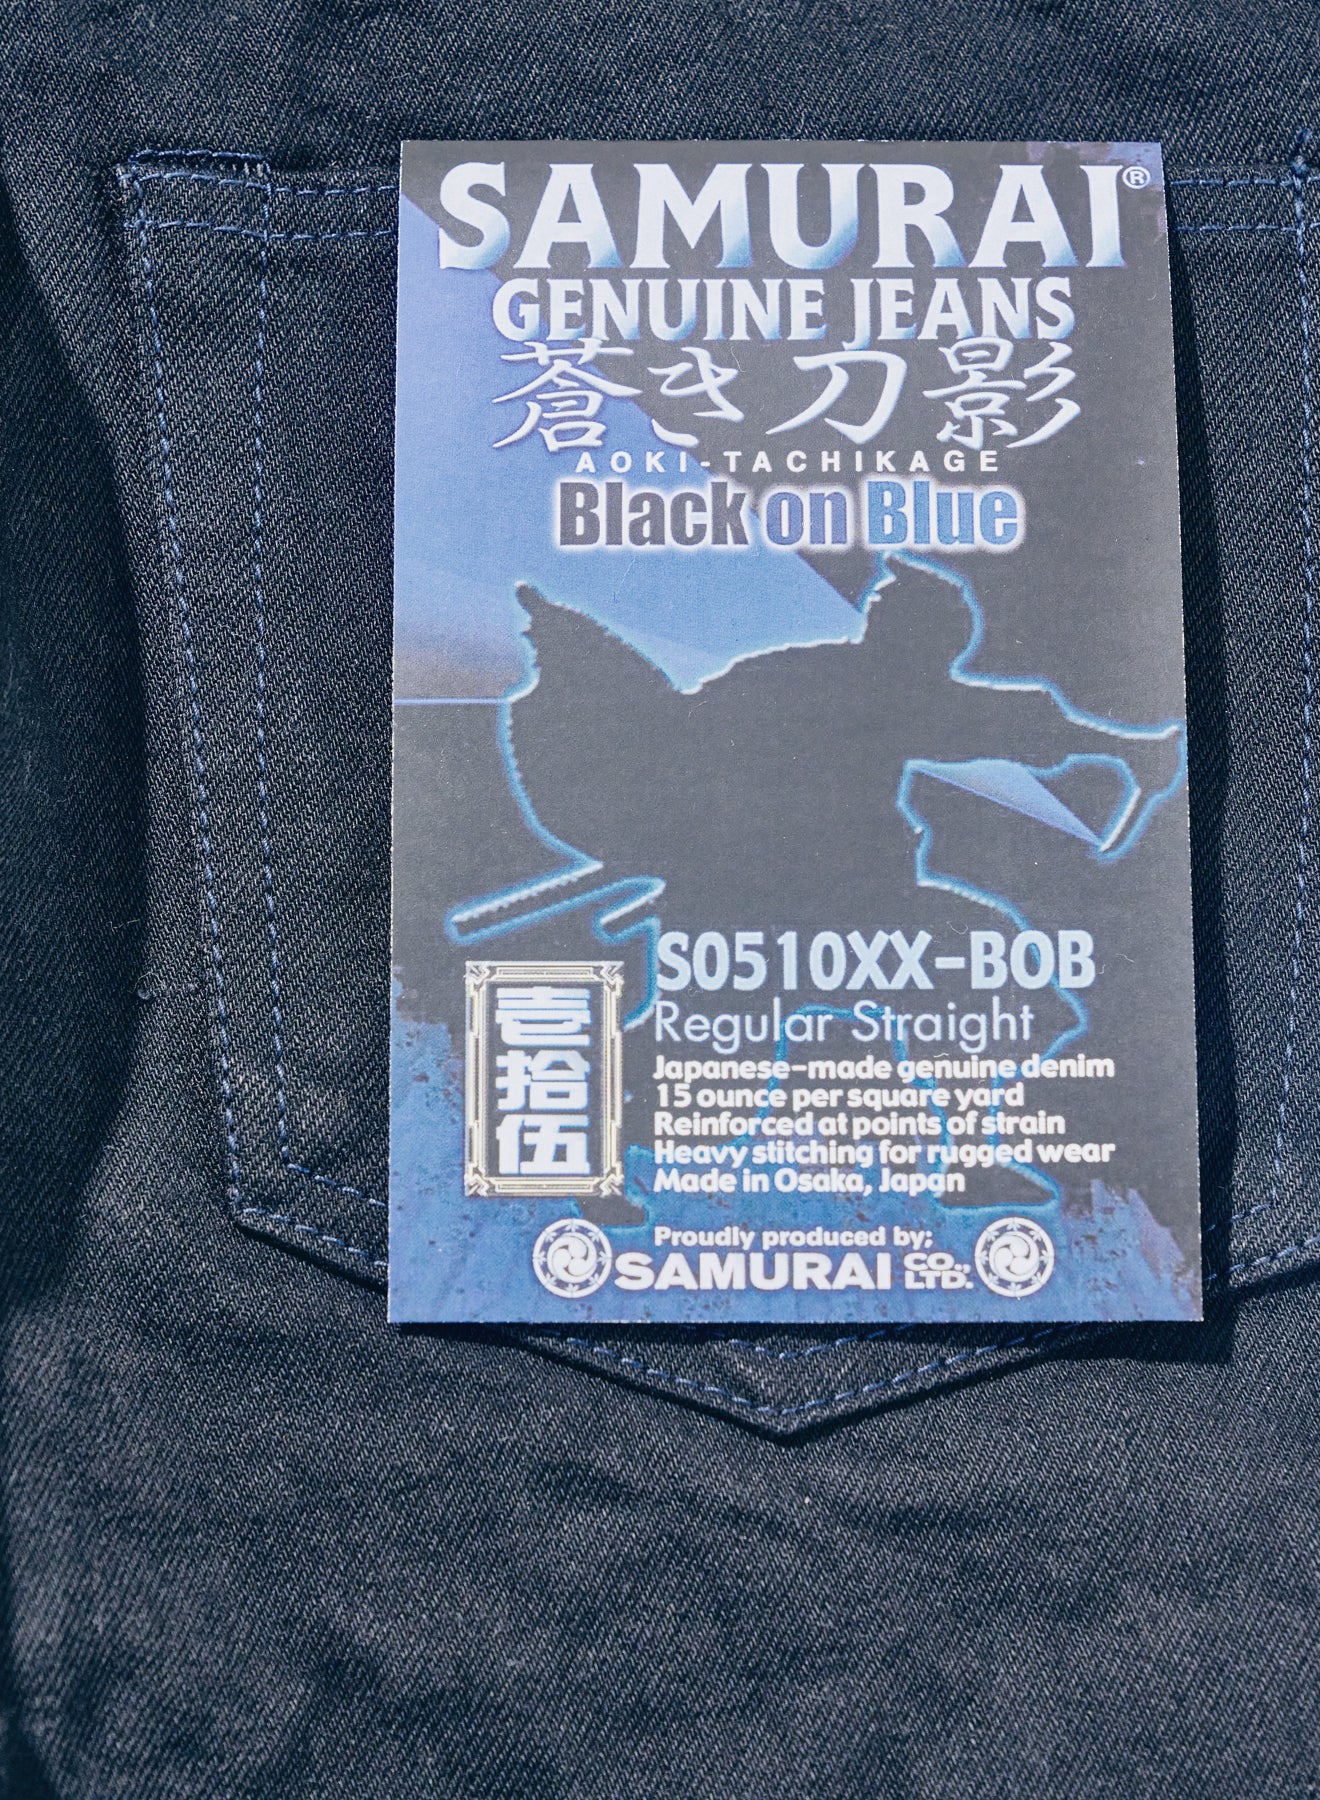 SAMURAI®
GENUINE JEANS
蒼き刀影
AOKI-TACHIKAGE
Black on Blue
S0510XX-BOB
Regular Straight
壱拾伍
Japanese-made genuine denim
15 ounce per square yard
Reinforced at points of strain
Heavy stitching for rugged wear
Made in Osaka, Japan
Proudly produced by;
SAMURAI CO., LTD.